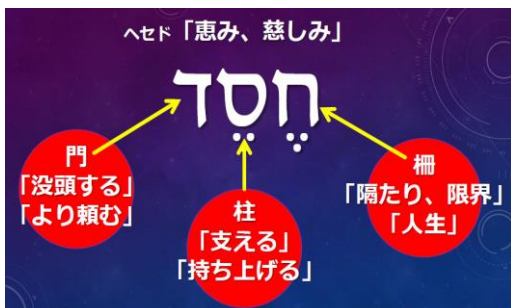 ヘセド「恵み、慈しみ」
חֶסֶד
門
「没頭する」
「より頼む」
柱
「支える」
「持ち上げる」
柵
「隔たり、限界」
「人生」